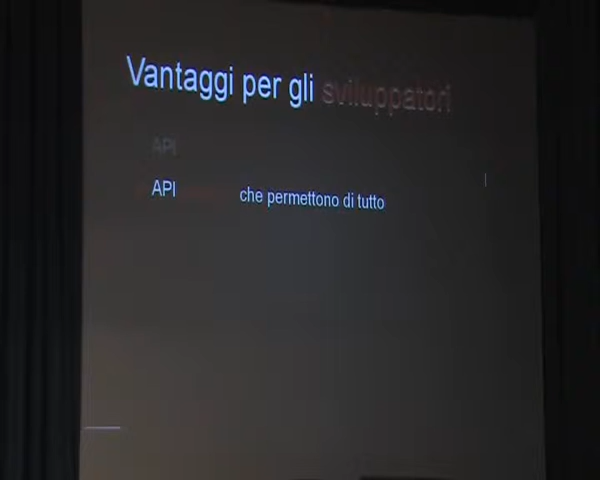 Vantaggi per gli sviluppatori
API
API che permettono di tutto